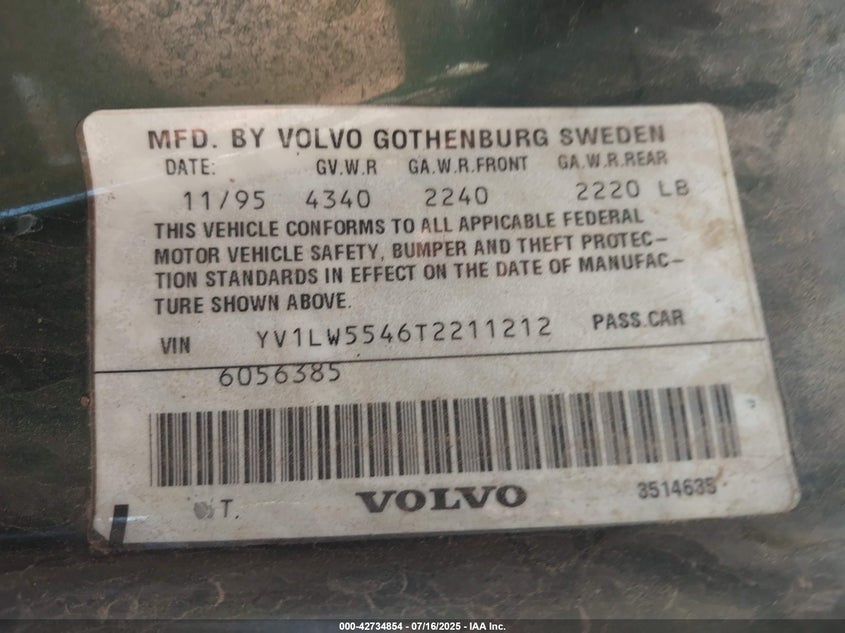 MFD. BY VOLVO GOTHENBURG SWEDEN
DATE: GV.W.R GA.W.R.FRONT GA.W.R.REAR
11/95 4340 2240 2220 LB
THIS VEHICLE CONFORMS TO ALL APPICABLE FEDERAL
MOTOR VEHICLE SAFETY, BUMPER AND THEFT PROTEC-
TION STANDARDS IN EFFECT ON THE DATE OF MANUFAC-
TURE SHOWN ABOVE.
VIN YV1LW5546T2211212 PASS.CAR
6056385
T. VOLVO 3514635
000-42734854 - 07/16/2025 - IAA Inc.